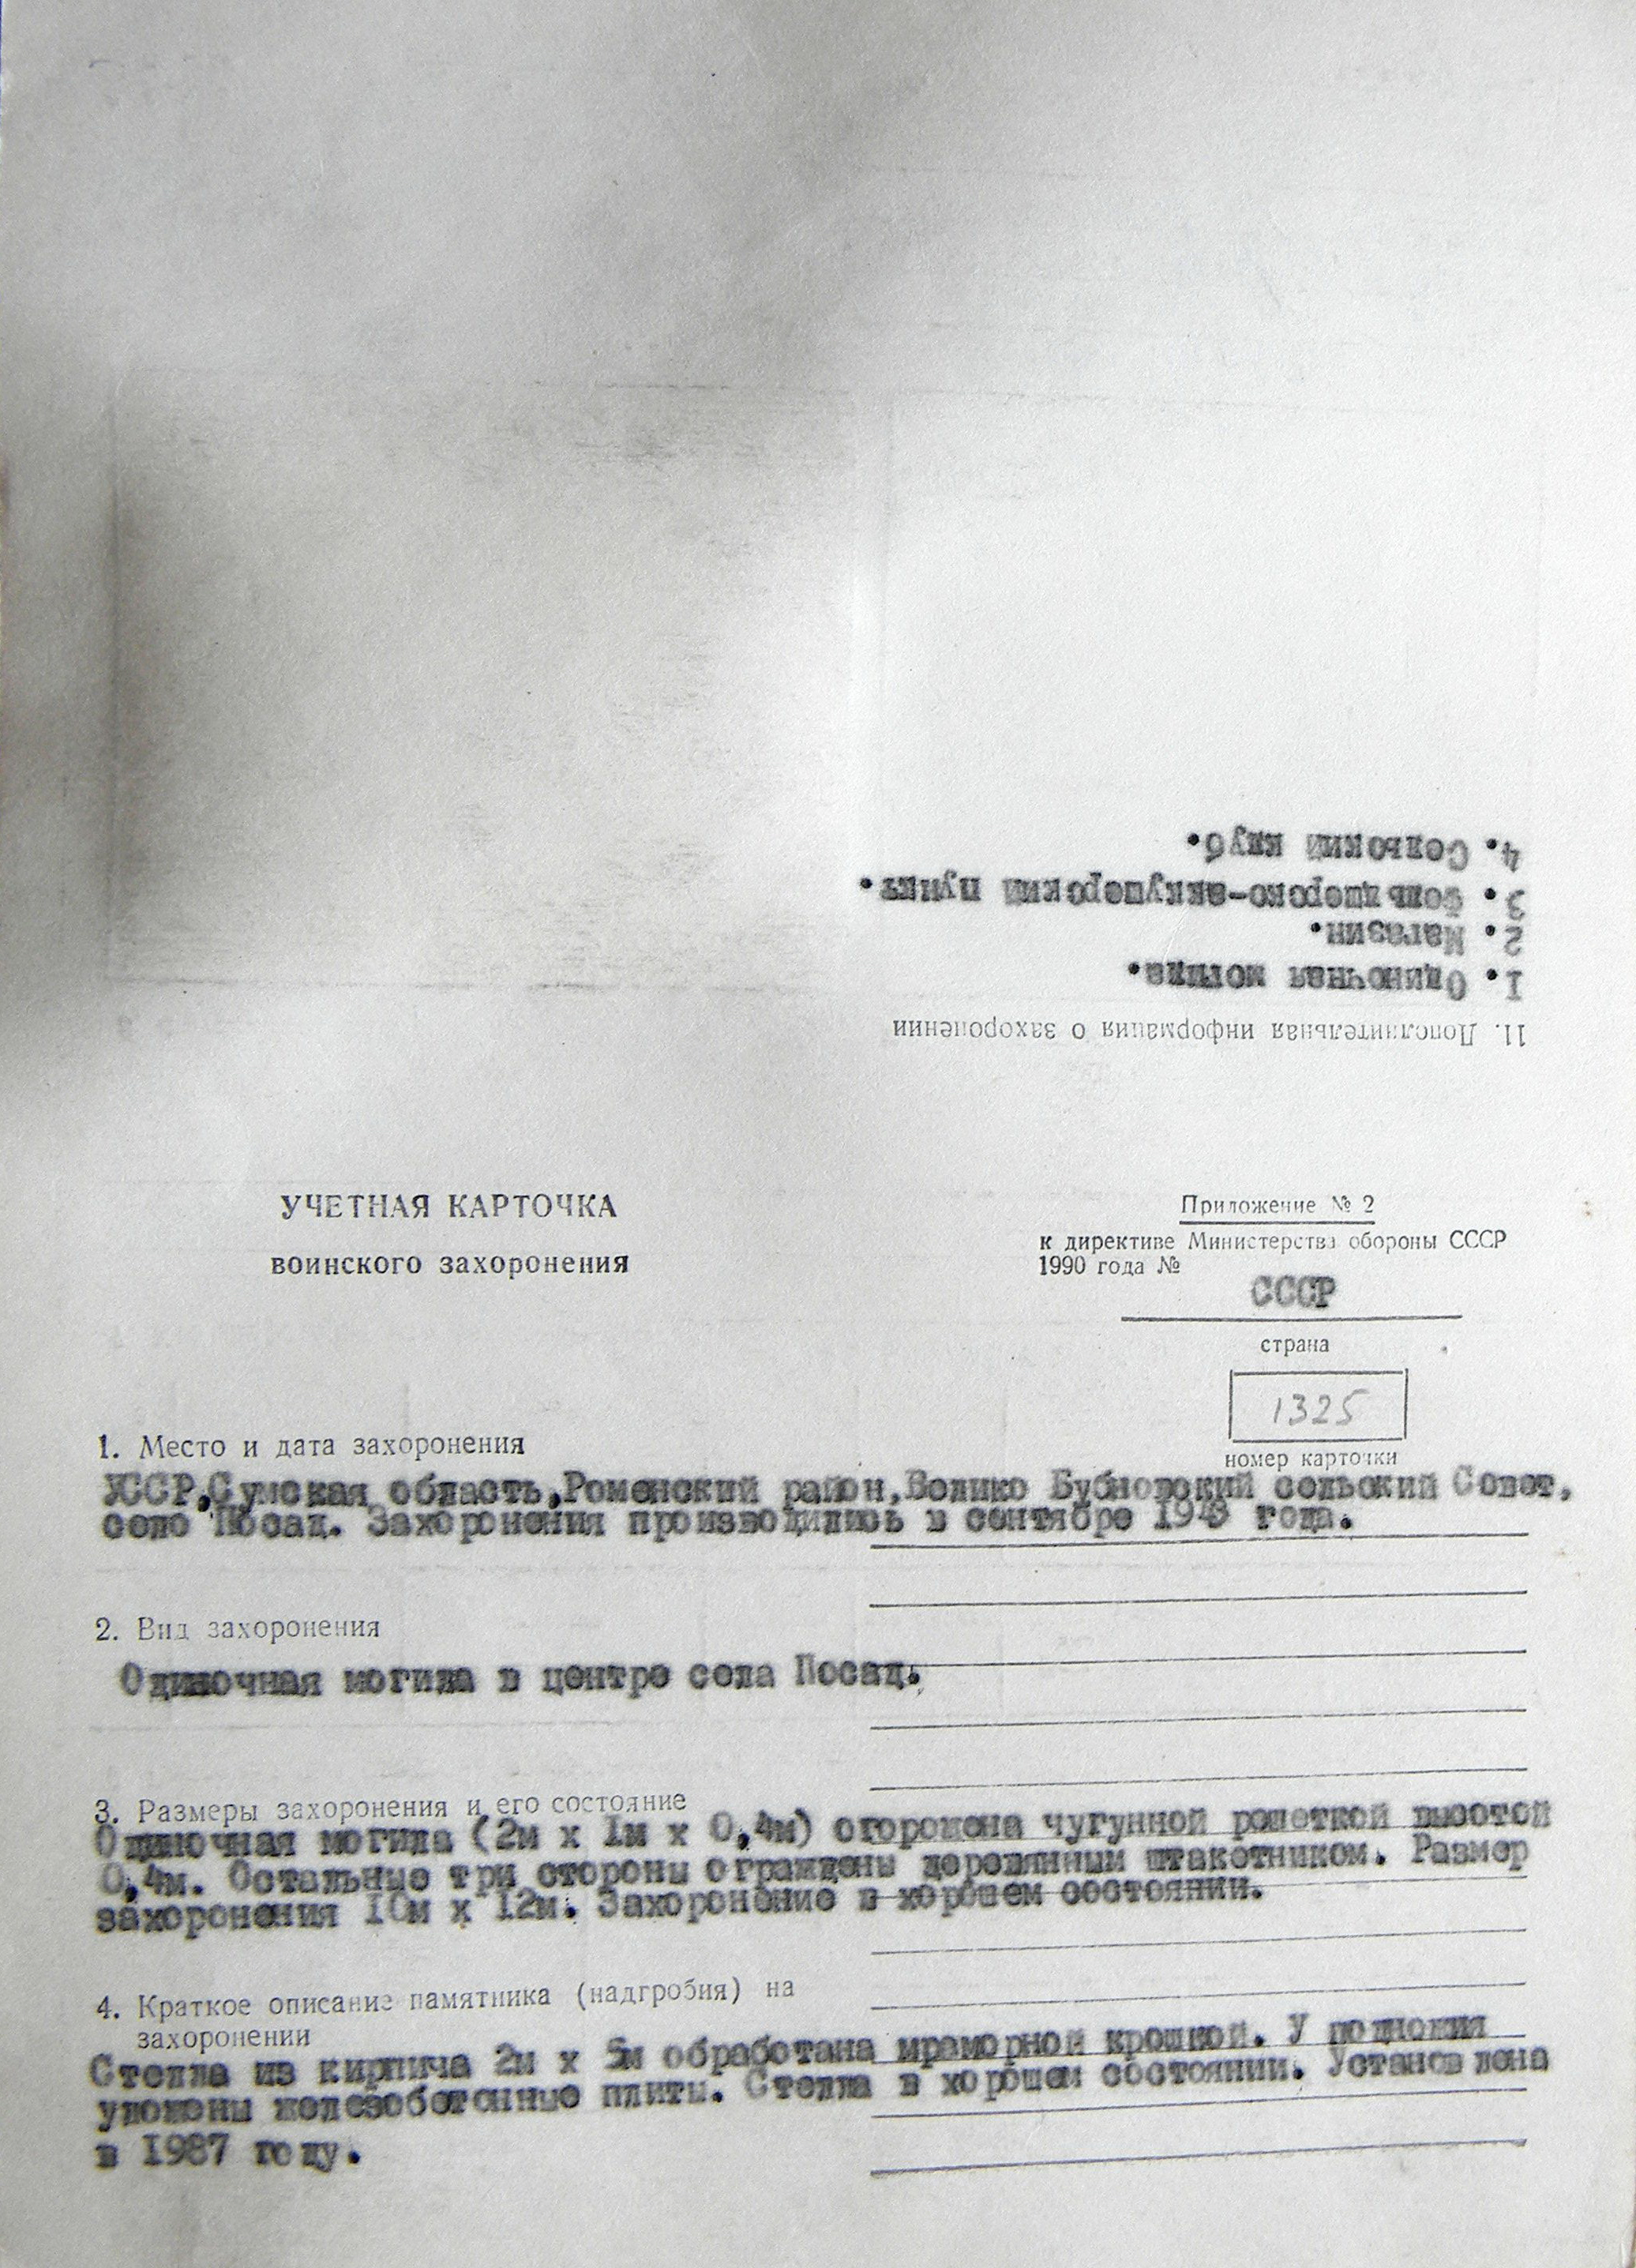 11. Дополнительная информация о захоронении
1. Одиночная могила.
2. Магазин.
3. Фельдшерско-аккушерский пункт.
4. Сельский клуб.
УЧЕТНАЯ КАРТОЧКА
воинского захоронения
Приложение № 2
к директиве Министерства обороны СССР
1990 года №
СССР
страна
1325
номер карточки
1. Место и дата захоронения
УССР,Сумская область,Роменский район,Велико Бубновский сельский Совет,
село Посад. Захоронения производились в сентябре 1943 года.
2. Вид захоронения
Одиночная могила в центре села Посад.
3. Размеры захоронения и его состояние
Одиночная могила (2м х 1м х 0,4м) огорожена чугунной решеткой высотой
0,4м. Остальные три стороны ограждены деревянным штакетником. Размер
захоронения 10м х 12м. Захоронение в хорошем состоянии.
4. Краткое описание памятника (надгробия) на
захоронении
Стелла из кирпича 2м х 5м обработана мраморной крошкой. У подножия
уложены железобетонные плиты. Стелла в хорошем состоянии. Установлена
в 1987 году.